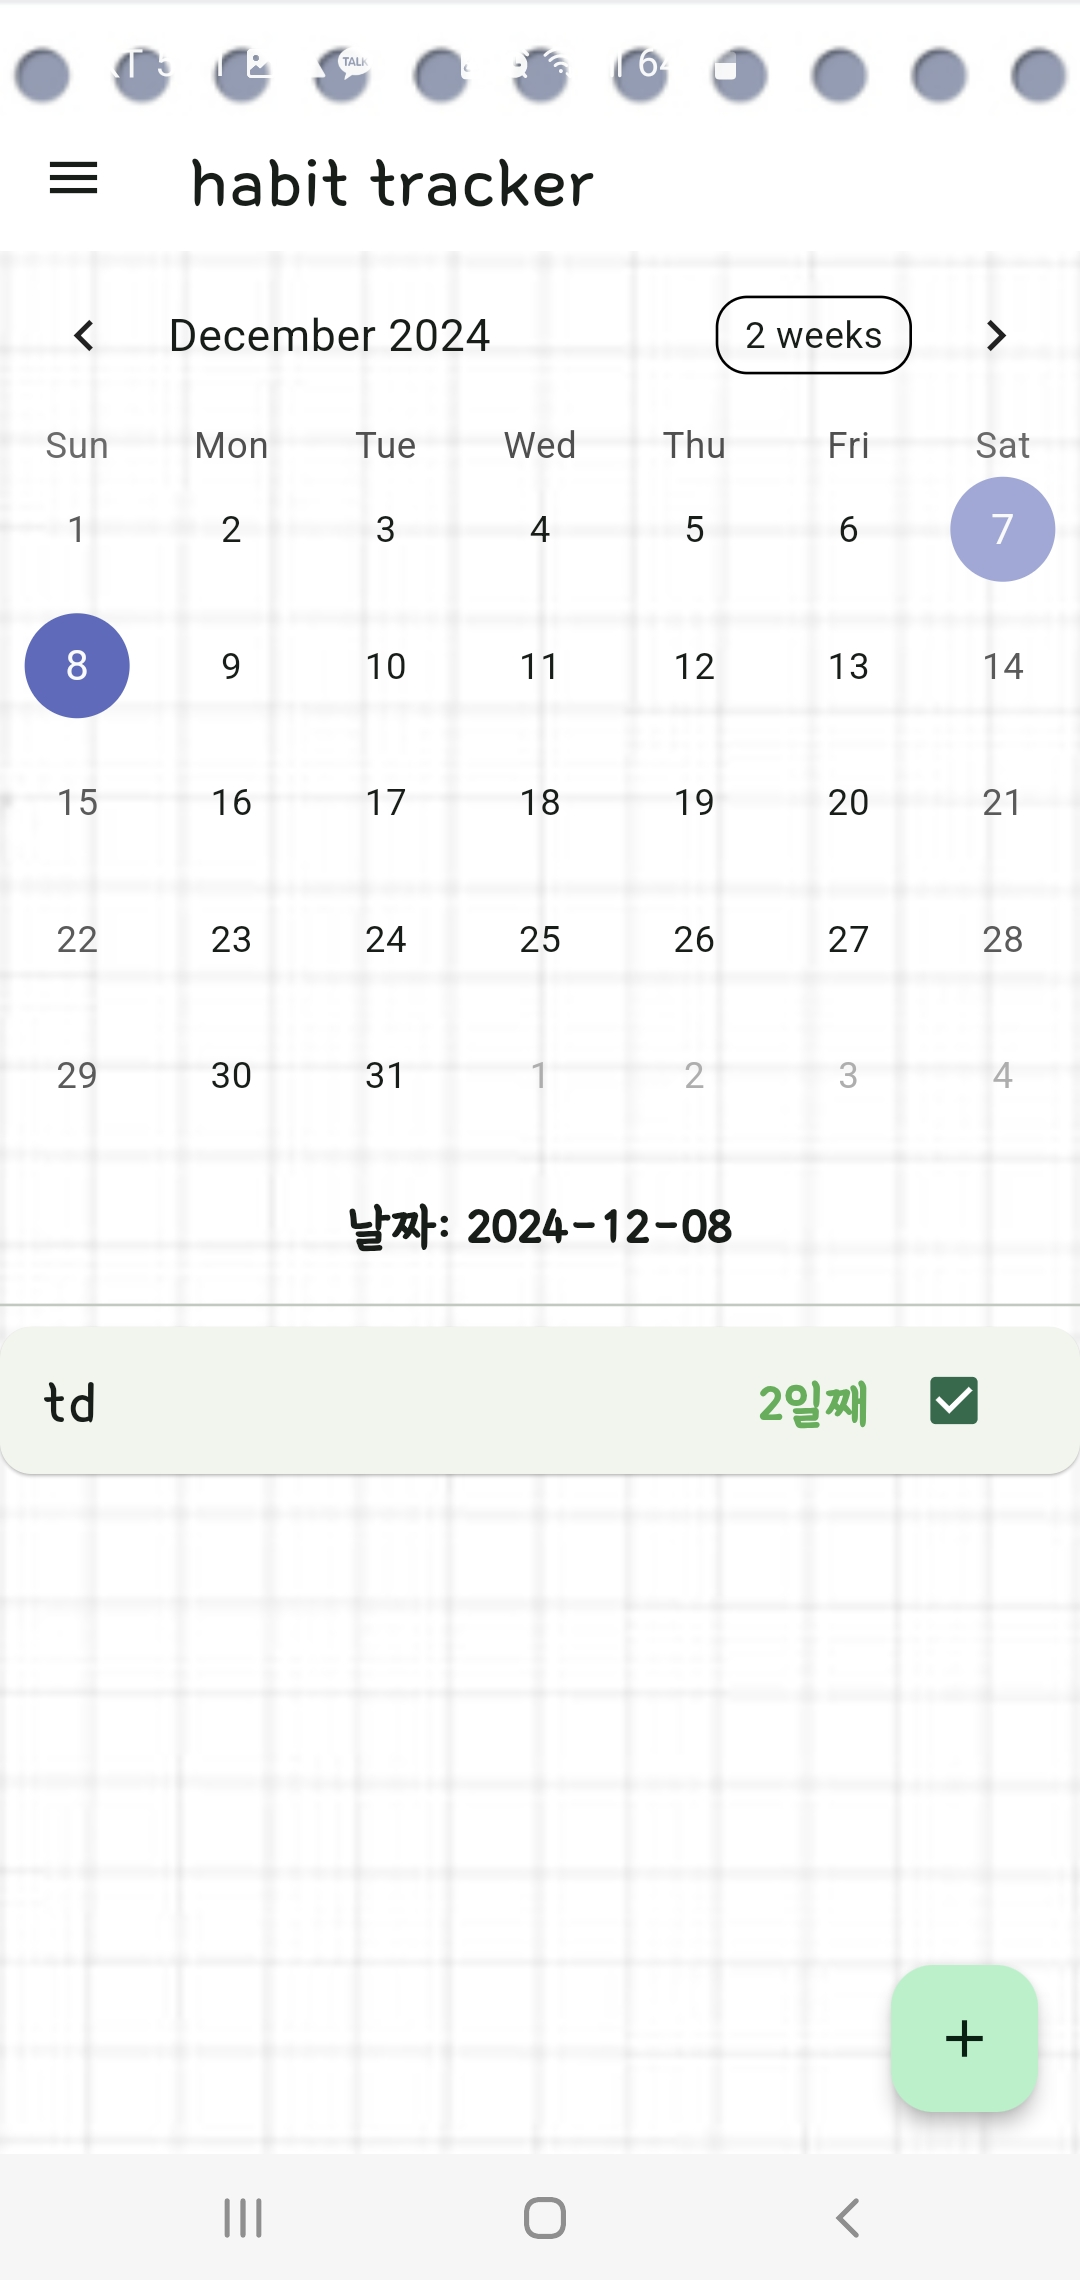 habit tracker
December 2024 2 weeks
Sun Mon Tue Wed Thu Fri Sat
1 2 3 4 5 6 7
8 9 10 11 12 13 14
15 16 17 18 19 20 21
22 23 24 25 26 27 28
29 30 31 1 2 3 4
날짜: 2024-12-08
td 2일째